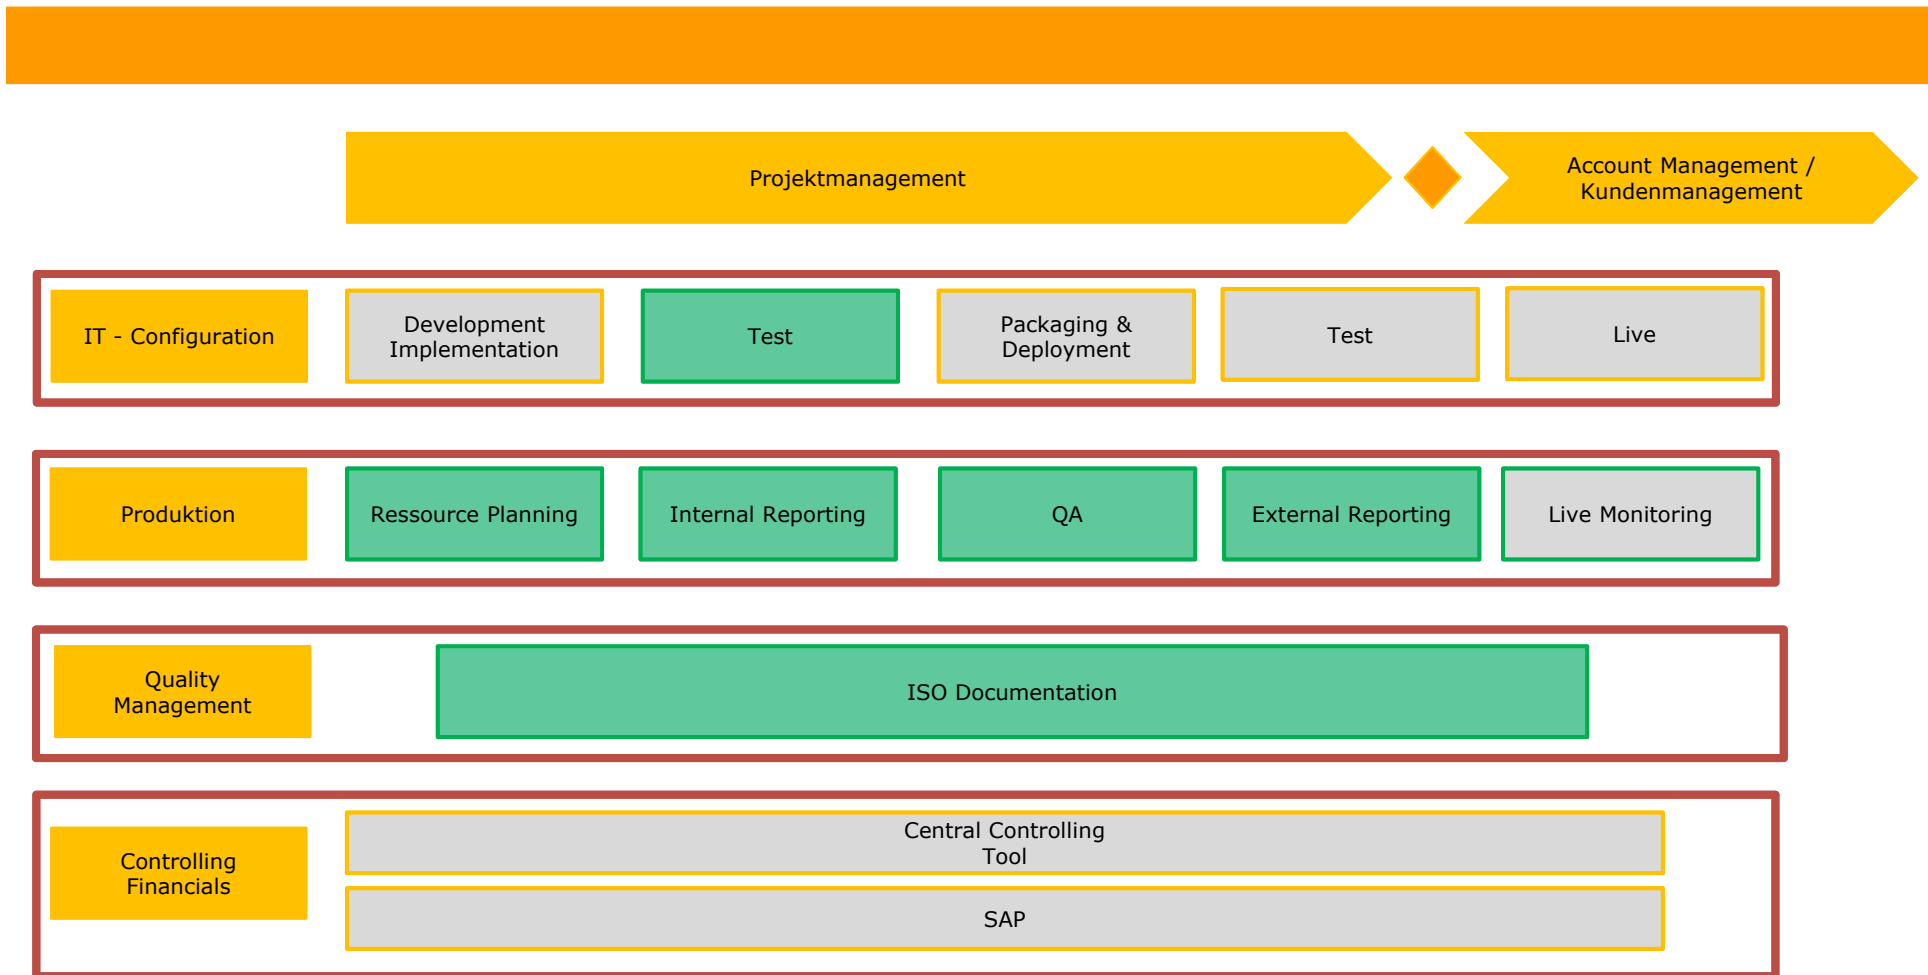 Projektmanagement
Account Management /
Kundenmanagement
IT - Configuration
Development
Implementation
Test
Packaging &
Deployment
Test
Live
Produktion
Ressource Planning
Internal Reporting
QA
External Reporting
Live Monitoring
Quality
Management
ISO Documentation
Controlling
Financials
Central Controlling
Tool
SAP